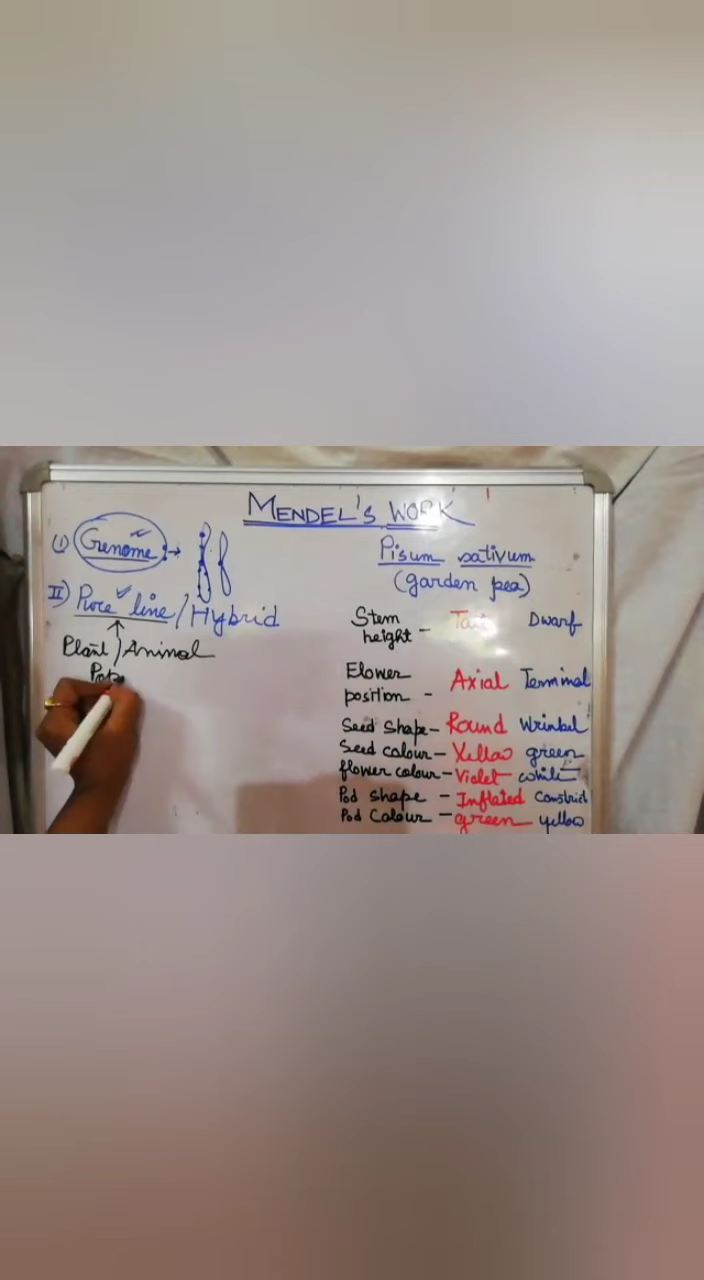 MENDEL'S WORK
(i) Genome →
II) Pure line / Hybrid
Plant / Animal
Pop
Pisum sativum
(garden pea)
Stem height – Tall Dwarf
Flower position – Axial Terminal
Seed shape – Round Wrinkel
Seed colour – Yellow green
flower colour – Violet white
Pod shape – Inflated Constrict
Pod Colour – green yellow